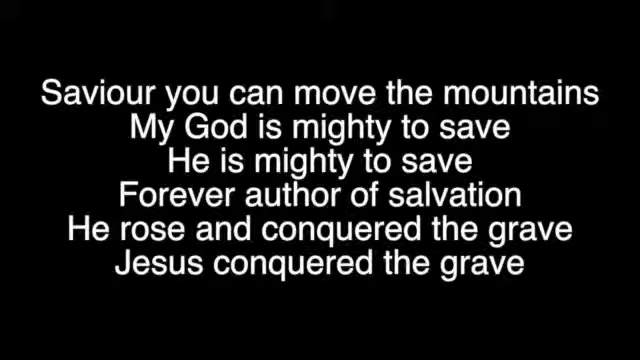 Saviour you can move the mountains
My God is mighty to save
He is mighty to save
Forever author of salvation
He rose and conquered the grave
Jesus conquered the grave